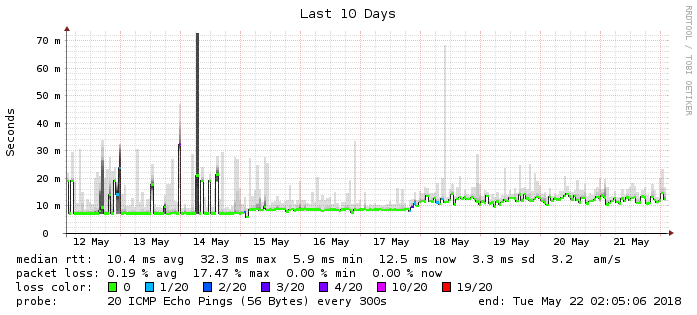 Last 10 Days
RRDTOOL / TOBI OETIKER
Seconds
70 m
60 m
50 m
40 m
30 m
20 m
10 m
0
12 May 13 May 14 May 15 May 16 May 17 May 18 May 19 May 20 May 21 May
median rtt: 10.4 ms avg 32.3 ms max 5.9 ms min 12.5 ms now 3.3 ms sd 3.2 am/s
packet loss: 0.19 % avg 17.47 % max 0.00 % min 0.00 % now
loss color: 0 1/20 2/20 3/20 4/20 10/20 19/20
probe: 20 ICMP Echo Pings (56 Bytes) every 300s end: Tue May 22 02:05:06 2018